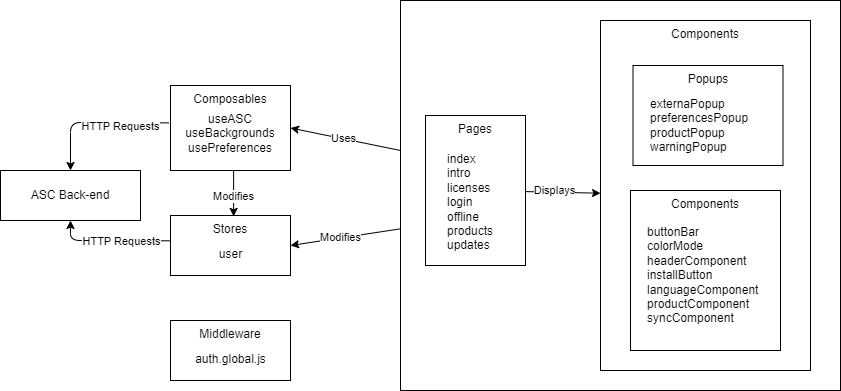 Components
Popups
externaPopup
preferencesPopup
productPopup
warningPopup
Composables
useASC
useBackgrounds
usePreferences
HTTP Requests
Uses
Pages
index
intro
licenses
login
offline
products
updates
Displays
ASC Back-end
Modifies
Components
buttonBar
colorMode
headerComponent
installButton
languageComponent
productComponent
syncComponent
HTTP Requests
Stores
user
Modifies
Middleware
auth.global.js